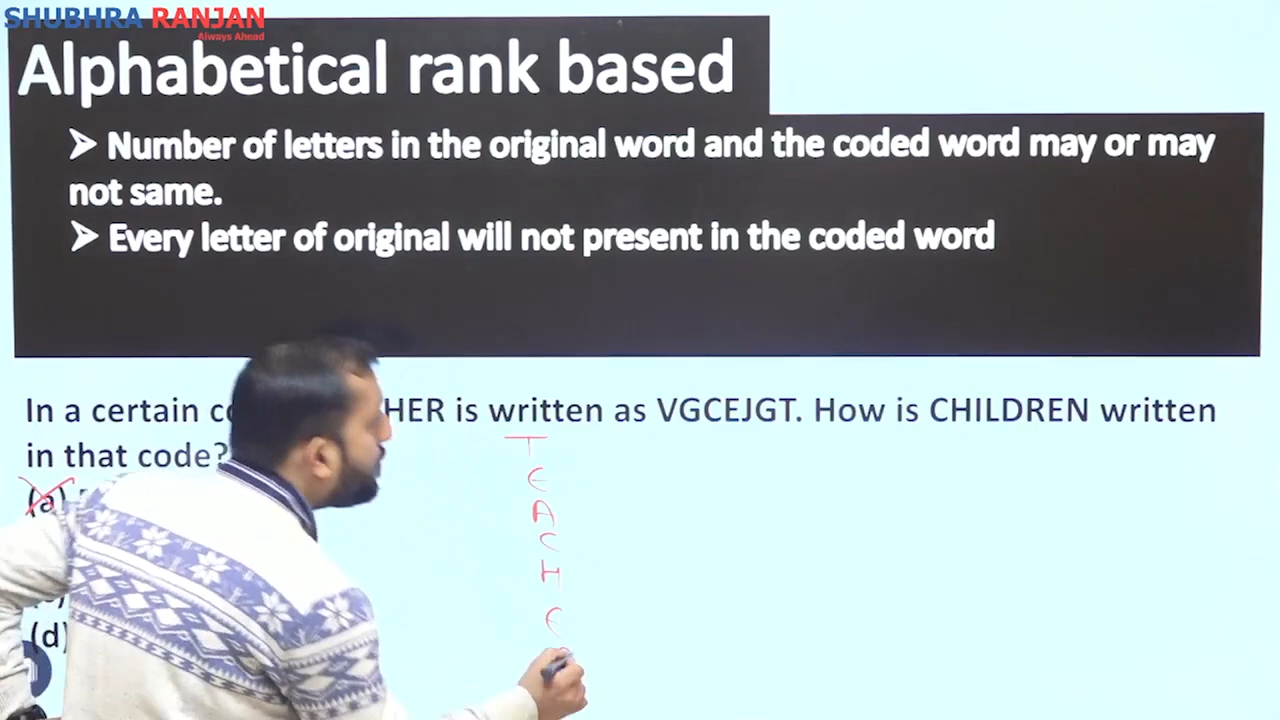 SHUBHRA RANJAN
Always Ahead
Alphabetical rank based
➤ Number of letters in the original word and the coded word may or may
not same.
➤ Every letter of original will not present in the coded word
In a certain HER is written as VGCEJGT. How is CHILDREN written
in that code?
(a)
(d)
T
E
A
C
H
E